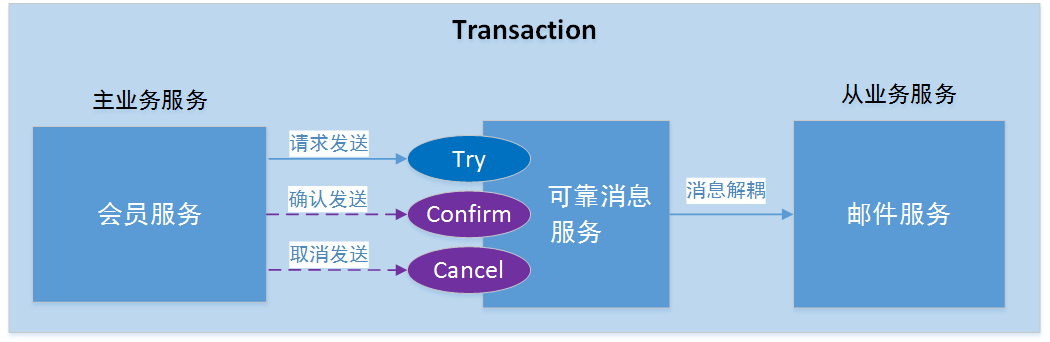 Transaction
主业务服务
从业务服务
请求发送
Try
确认发送
Confirm
取消发送
Cancel
会员服务
可靠消息
服务
消息解耦
邮件服务